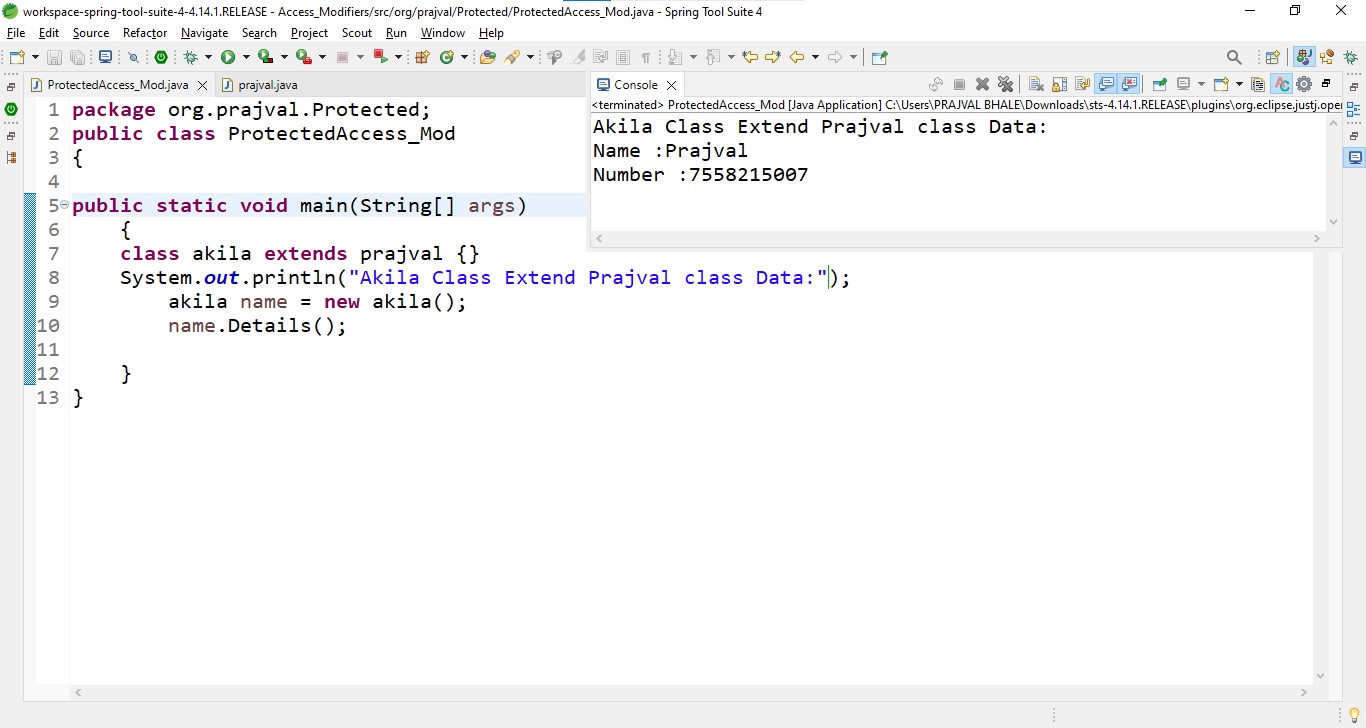 workspace-spring-tool-suite-4-4.14.1.RELEASE - Access_Modifiers/src/org/prajval/Protected/ProtectedAccess_Mod.java - Spring Tool Suite 4
File Edit Source Refactor Navigate Search Project Scout Run Window Help
ProtectedAccess_Mod.java prajval.java
1 package org.prajval.Protected;
2 public class ProtectedAccess_Mod
3 {
4
5 public static void main(String[] args)
6 {
7 class akila extends prajval {}
8 System.out.println("Akila Class Extend Prajval class Data:");
9 akila name = new akila();
10 name.Details();
11
12 }
13 }
Console
<terminated> ProtectedAccess_Mod [Java Application] C:\Users\PRAJVAL BHALE\Downloads\sts-4.14.1.RELEASE\plugins\org.eclipse.justj.oper
Akila Class Extend Prajval class Data:
Name :Prajval
Number :7558215007